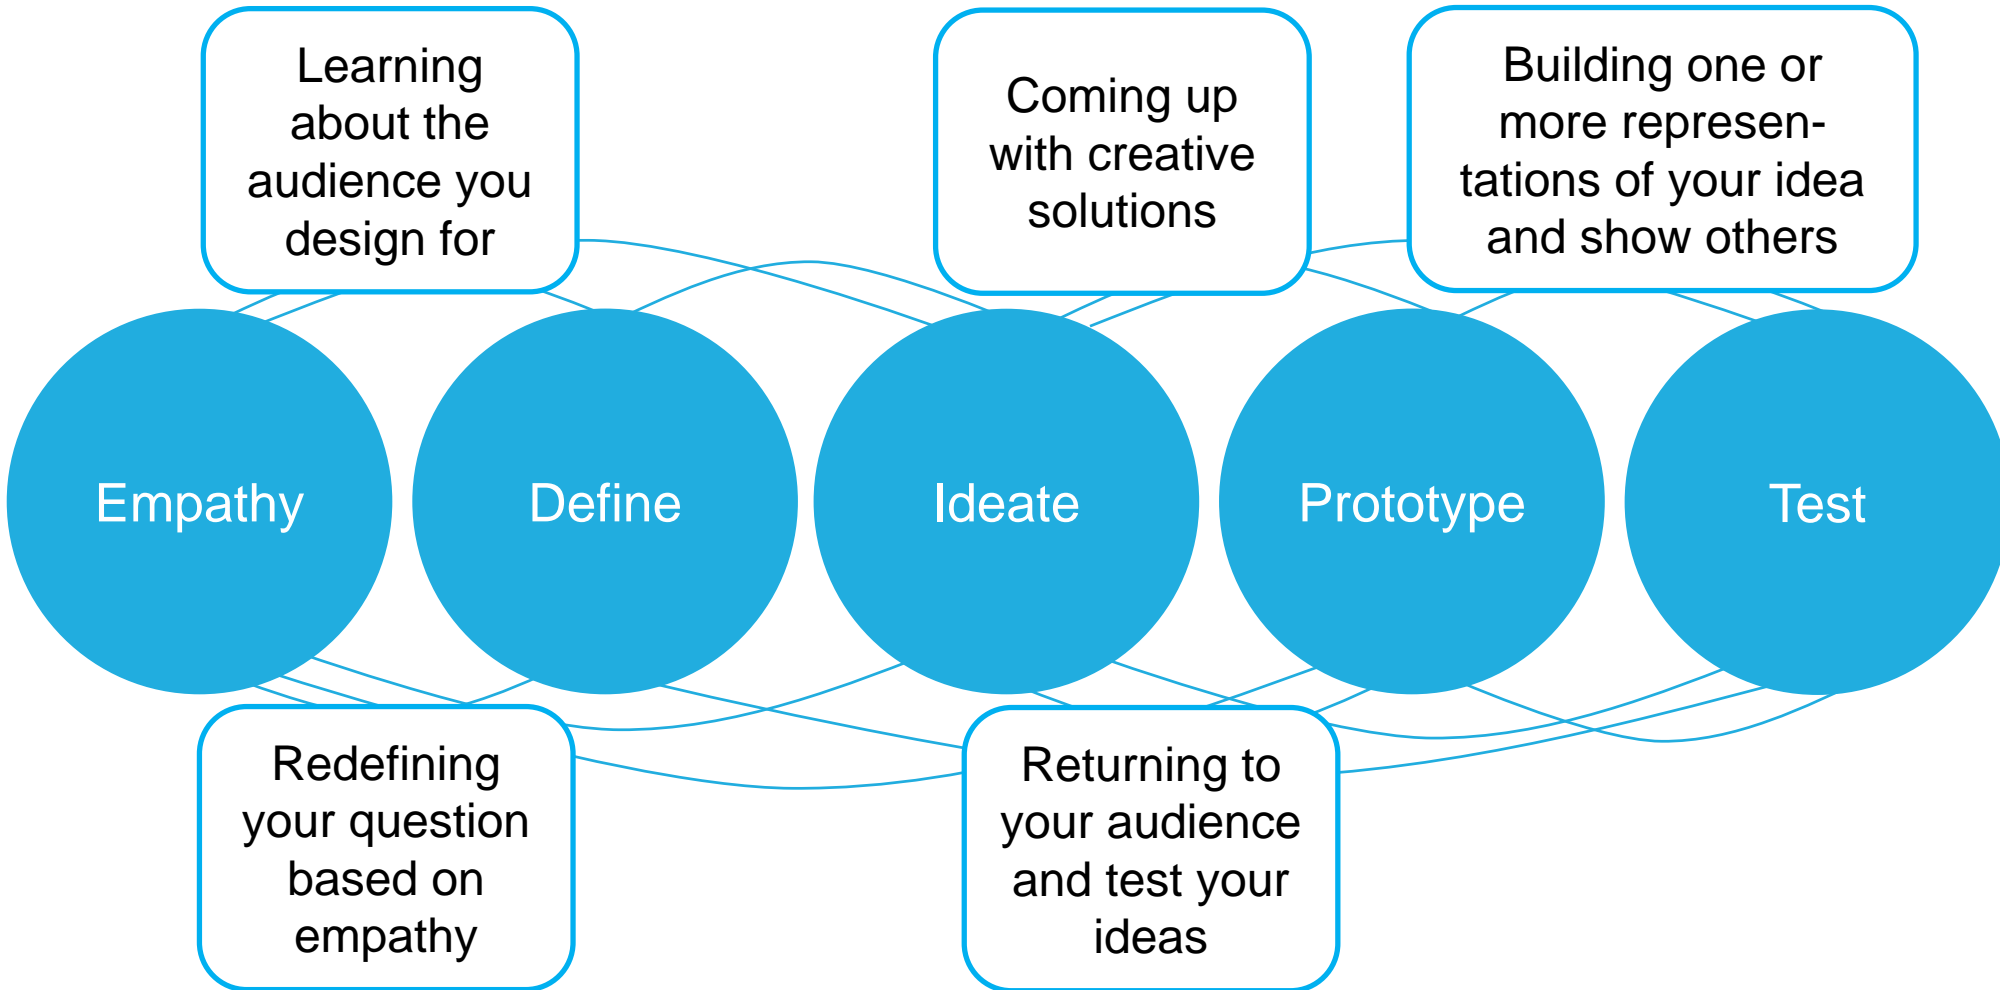 Learning
about the
audience you
design for
Coming up
with creative
solutions
Building one or
more represen-
tations of your idea
and show others
Empathy
Define
Ideate
Prototype
Test
Redefining
your question
based on
empathy
Returning to
your audience
and test your
ideas